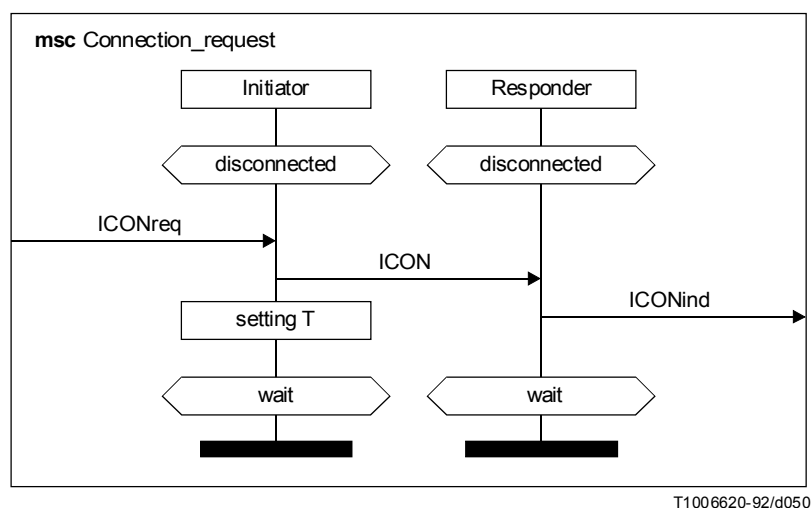 msc Connection_request
Initiator Responder
disconnected disconnected
ICONreq
ICON
ICONind
setting T
wait wait
T1006620-92/d050